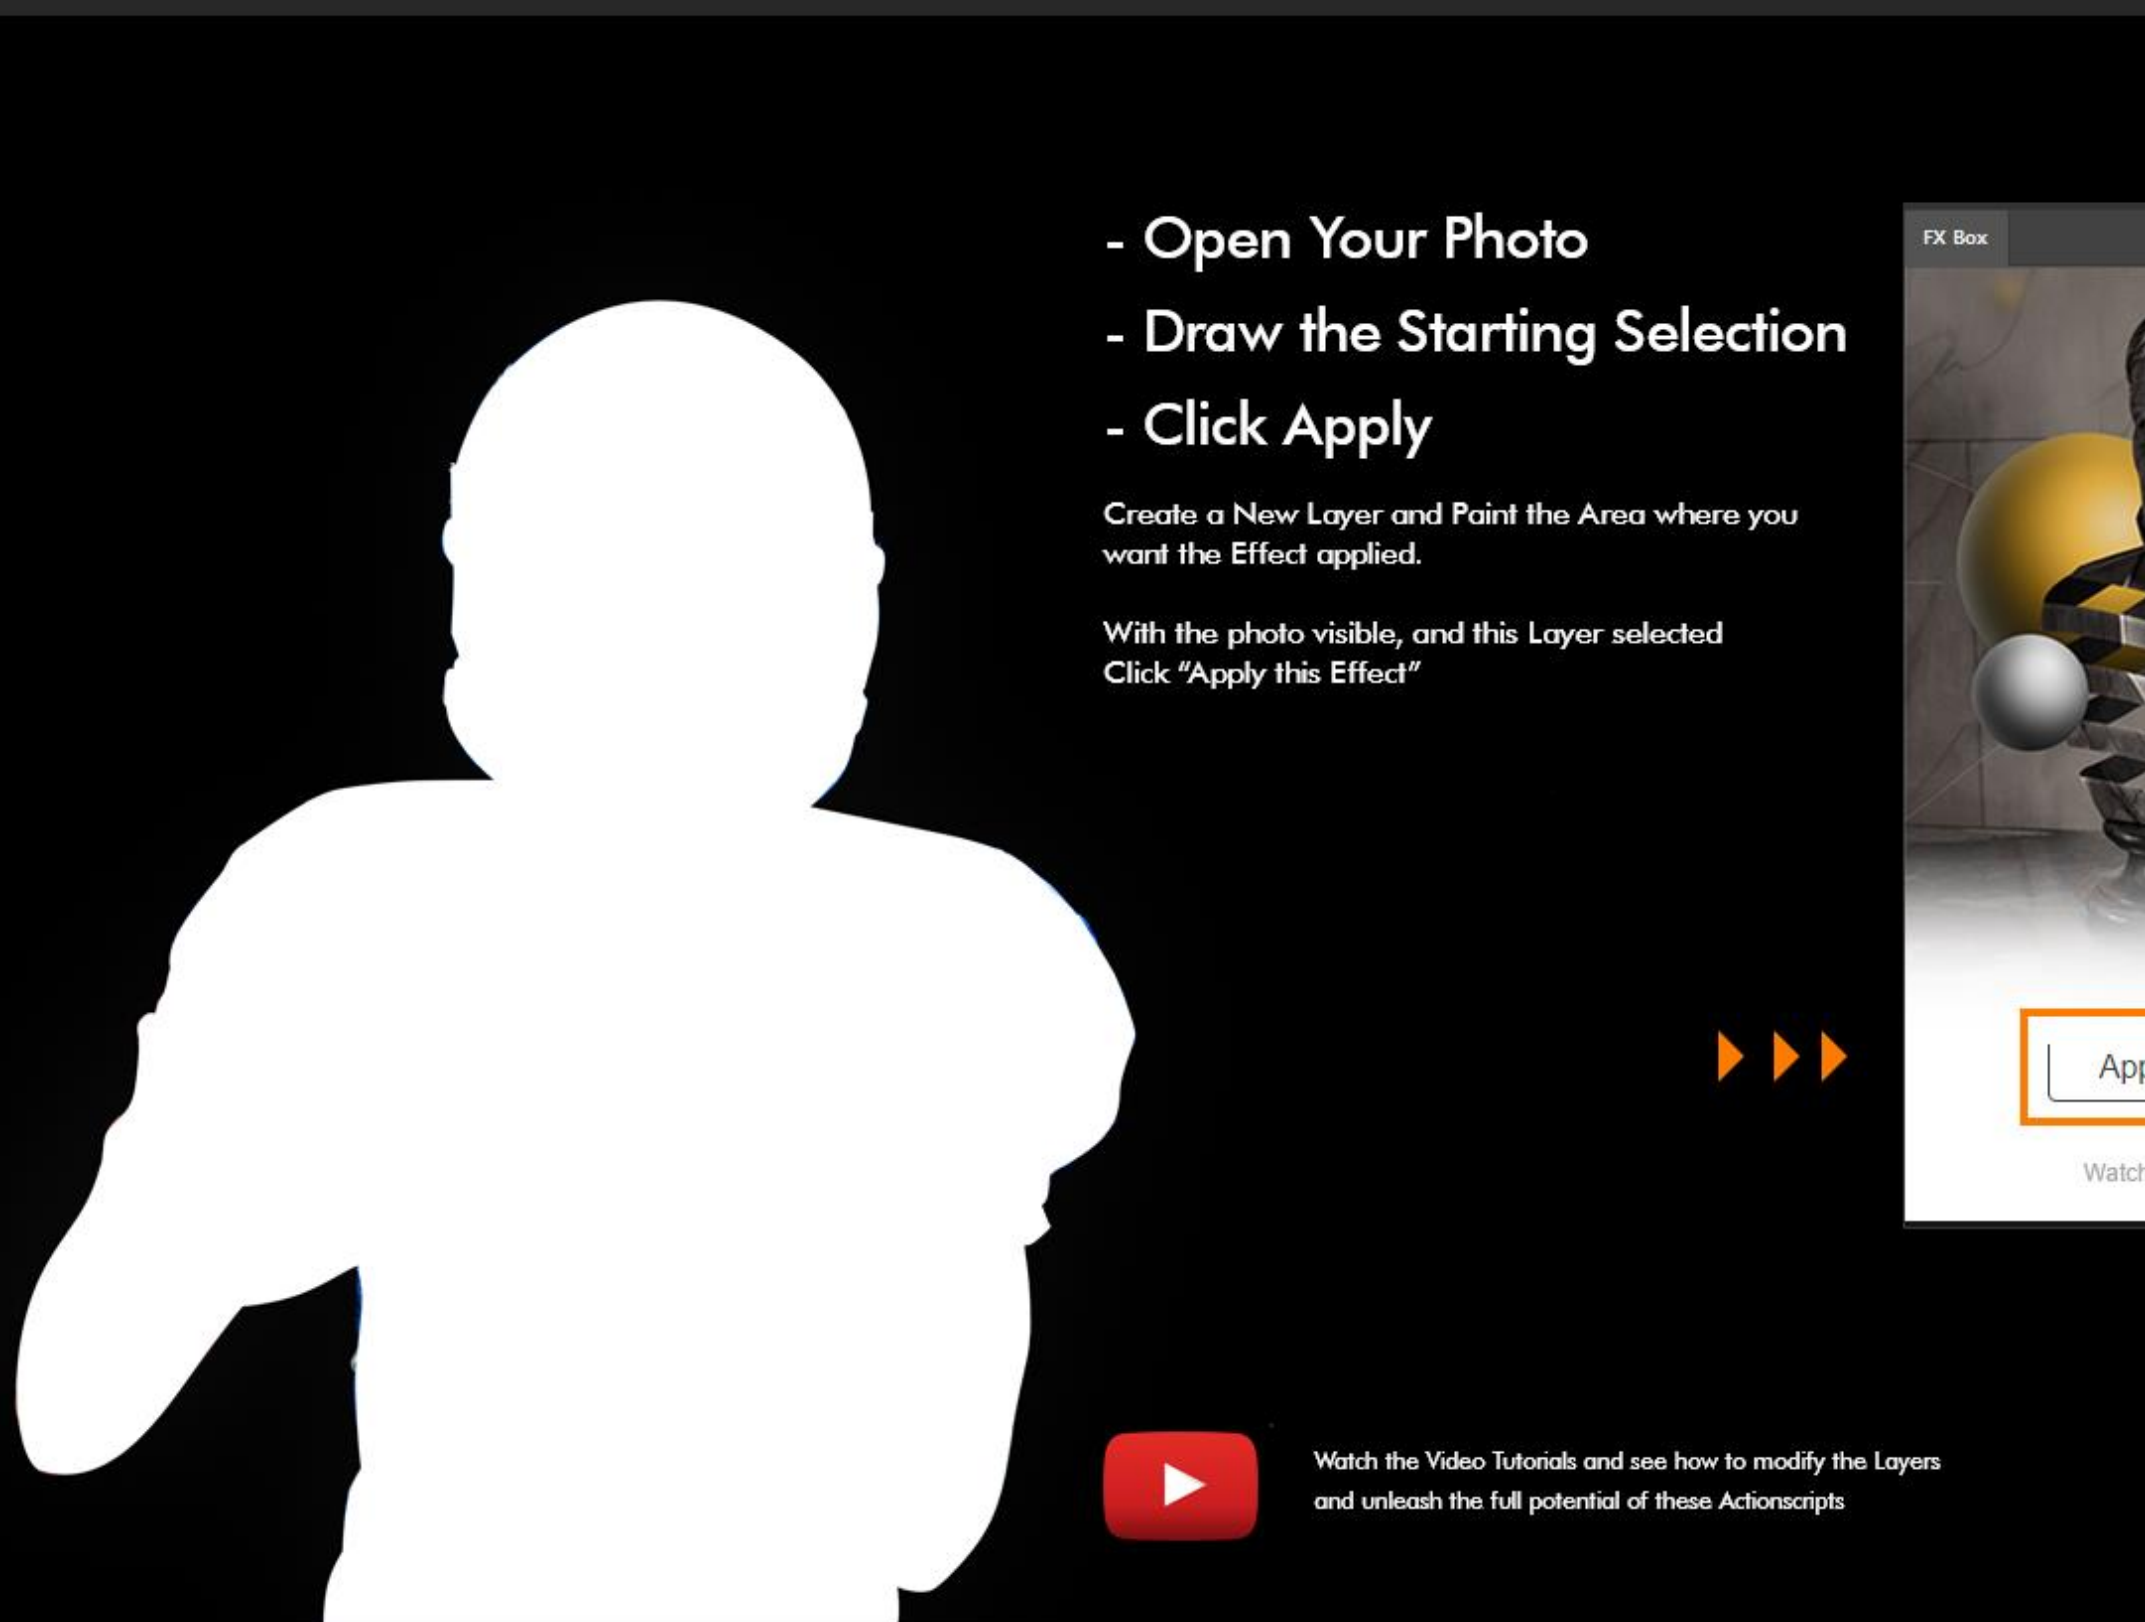 - Open Your Photo
- Draw the Starting Selection
- Click Apply
Create a New Layer and Paint the Area where you
want the Effect applied.
With the photo visible, and this Layer selected
Click “Apply this Effect”
FX Box
App
Watch
Watch the Video Tutorials and see how to modify the Layers
and unleash the full potential of these Actionscripts